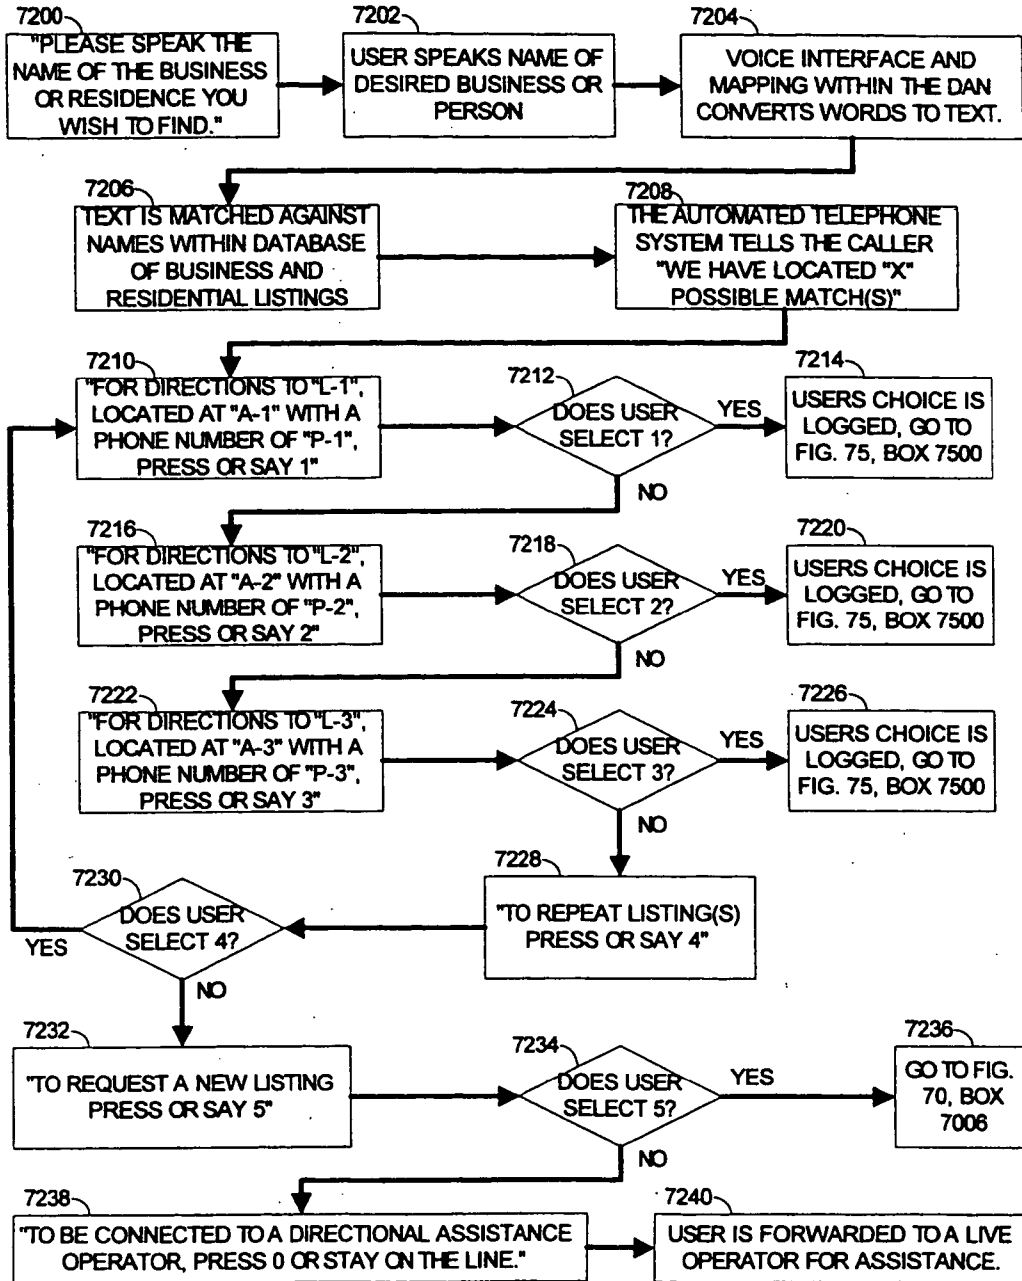 7200
"PLEASE SPEAK THE
NAME OF THE BUSINESS
OR RESIDENCE YOU
WISH TO FIND."
7202
USER SPEAKS NAME OF
DESIRED BUSINESS OR
PERSON
7204
VOICE INTERFACE AND
MAPPING WITHIN THE DAN
CONVERTS WORDS TO TEXT.
7206
TEXT IS MATCHED AGAINST
NAMES WITHIN DATABASE
OF BUSINESS AND
RESIDENTIAL LISTINGS
7208
THE AUTOMATED TELEPHONE
SYSTEM TELLS THE CALLER
"WE HAVE LOCATED "X"
POSSIBLE MATCH(S)"
7210
"FOR DIRECTIONS TO "L-1",
LOCATED AT "A-1" WITH A
PHONE NUMBER OF "P-1",
PRESS OR SAY 1"
7212
DOES USER
SELECT 1?
YES
NO
7214
USERS CHOICE IS
LOGGED, GO TO
FIG. 75, BOX 7500
7216
"FOR DIRECTIONS TO "L-2",
LOCATED AT "A-2" WITH A
PHONE NUMBER OF "P-2",
PRESS OR SAY 2"
7218
DOES USER
SELECT 2?
YES
NO
7220
USERS CHOICE IS
LOGGED, GO TO
FIG. 75, BOX 7500
7222
"FOR DIRECTIONS TO "L-3",
LOCATED AT "A-3" WITH A
PHONE NUMBER OF "P-3",
PRESS OR SAY 3"
7224
DOES USER
SELECT 3?
YES
NO
7226
USERS CHOICE IS
LOGGED, GO TO
FIG. 75, BOX 7500
7228
"TO REPEAT LISTING(S)
PRESS OR SAY 4"
7230
DOES USER
SELECT 4?
YES
NO
7232
"TO REQUEST A NEW LISTING
PRESS OR SAY 5"
7234
DOES USER
SELECT 5?
YES
NO
7236
GO TO FIG.
70, BOX
7006
7238
"TO BE CONNECTED TO A DIRECTIONAL ASSISTANCE
OPERATOR, PRESS 0 OR STAY ON THE LINE."
7240
USER IS FORWARDED TO A LIVE
OPERATOR FOR ASSISTANCE.